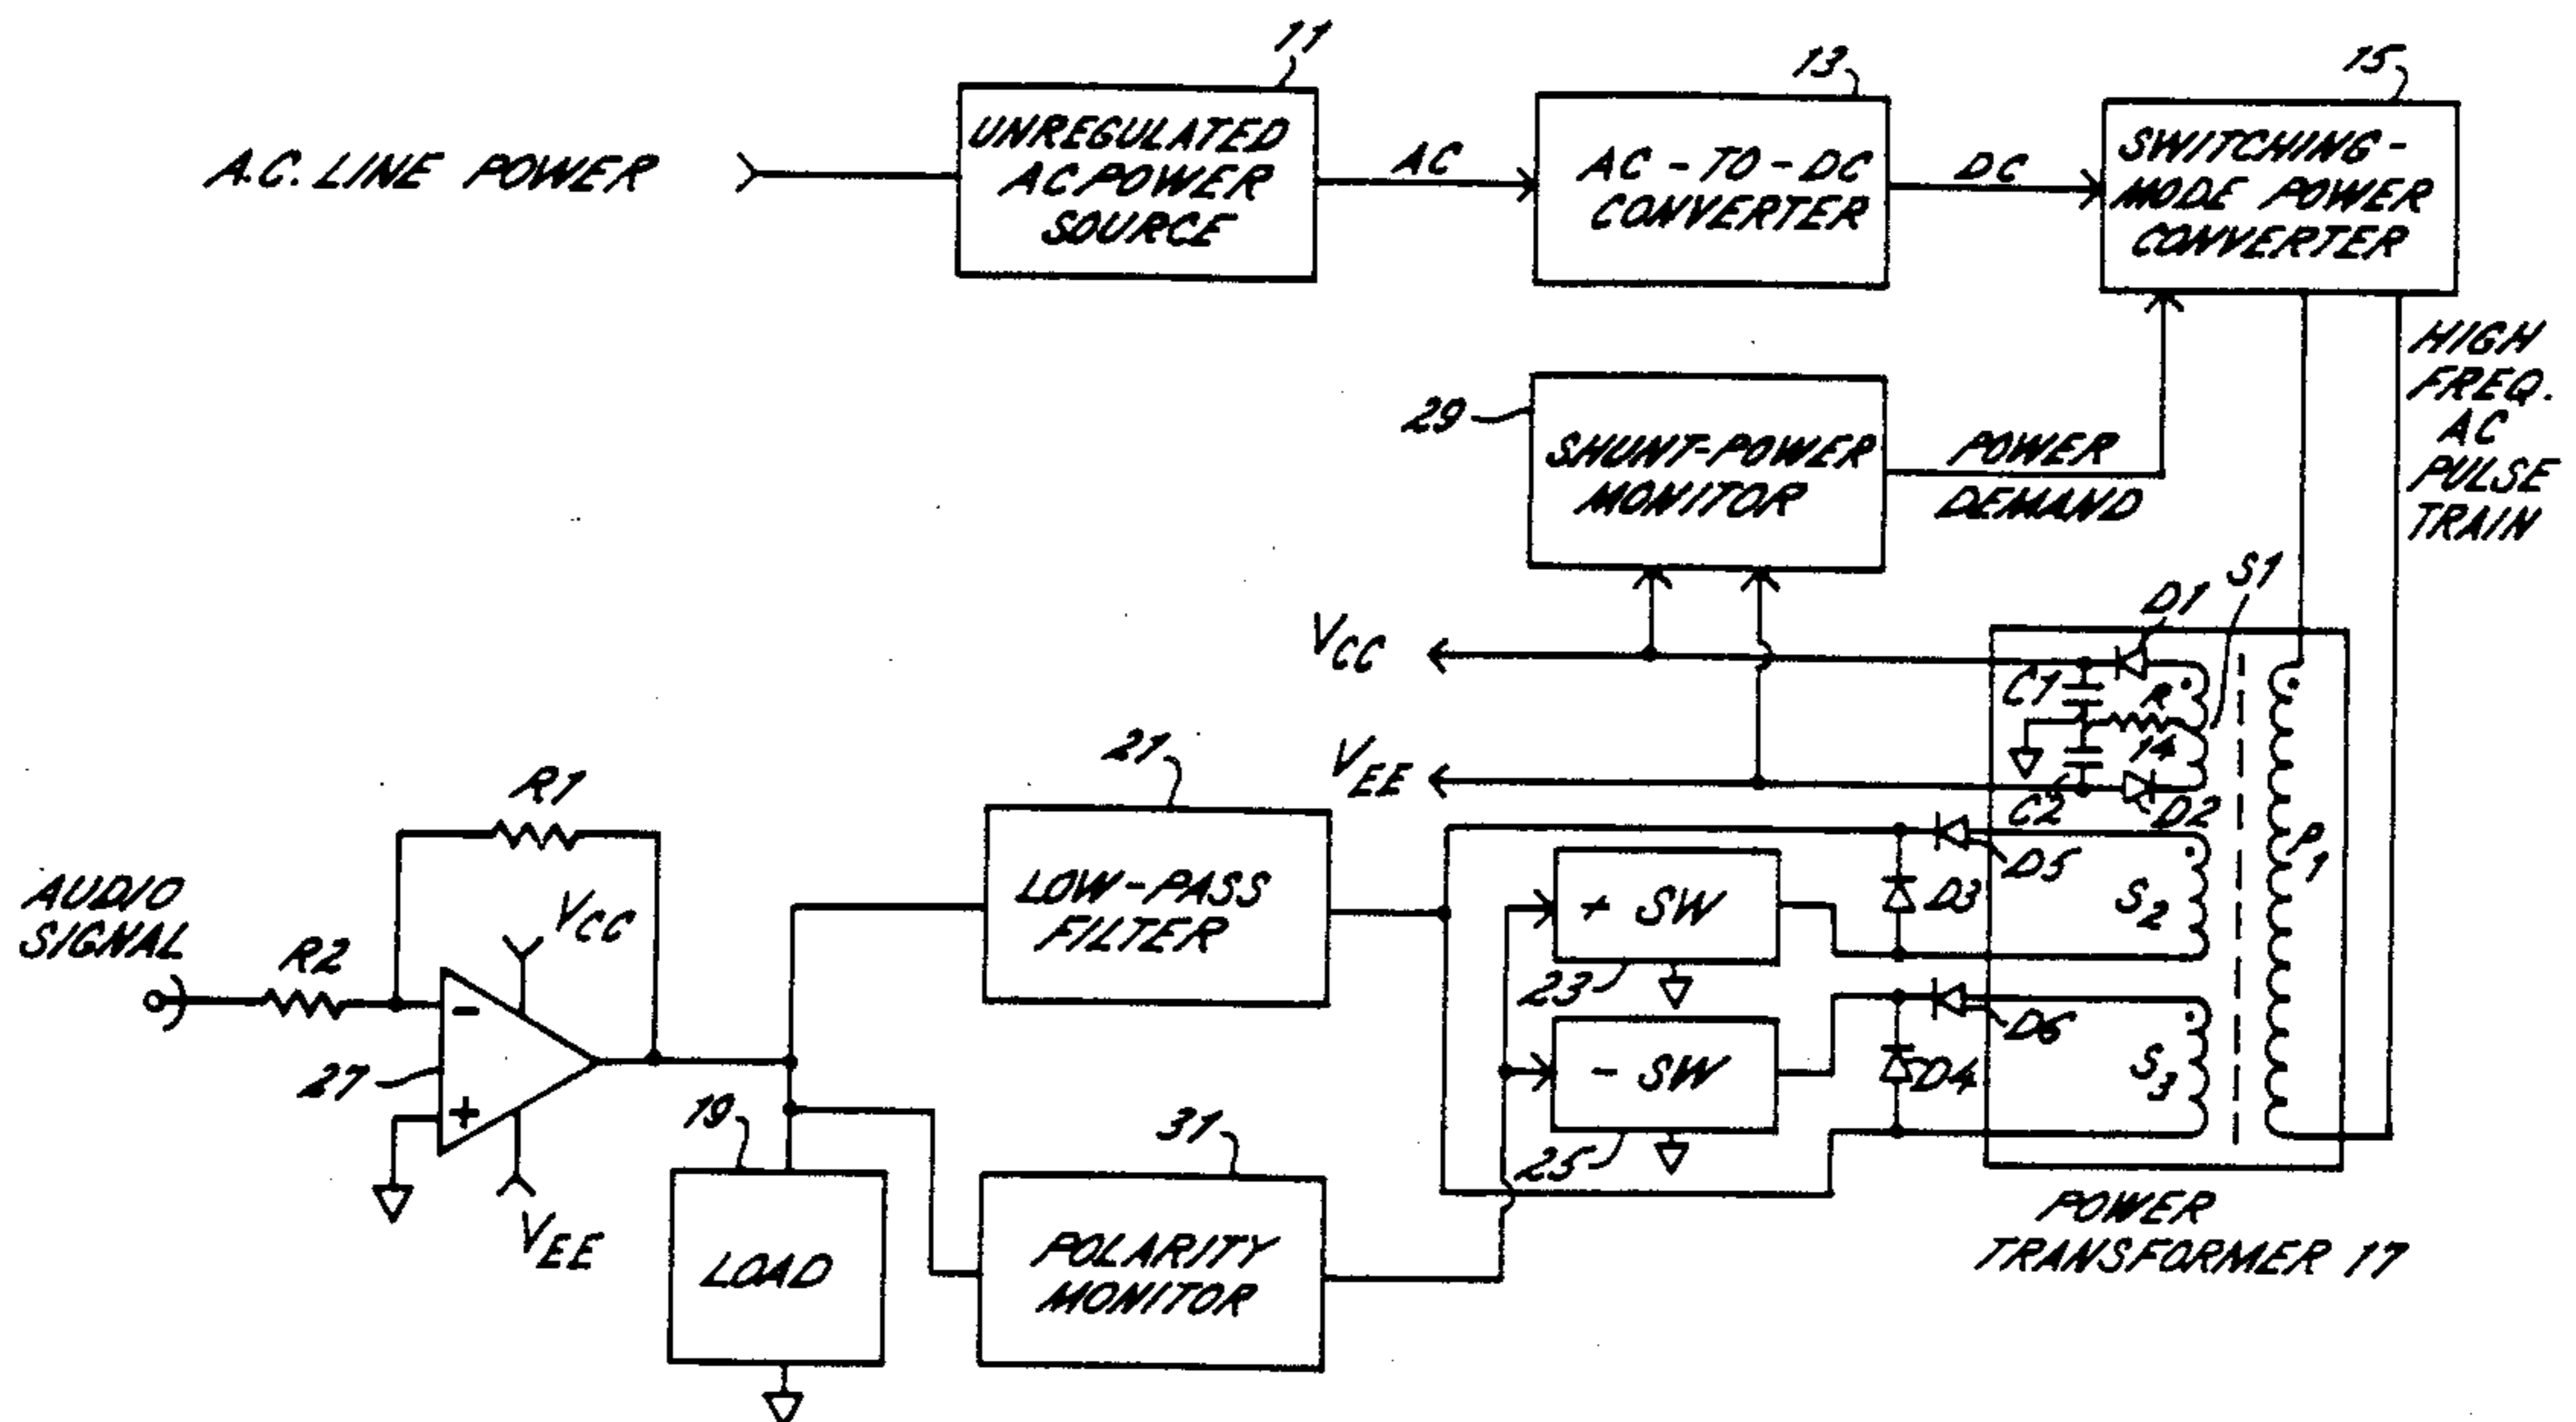 11
13
15
A.C. LINE POWER
UNREGULATED
AC POWER
SOURCE
AC
AC-TO-DC
CONVERTER
DC
SWITCHING-
MODE POWER
CONVERTER
HIGH
FREQ.
AC
PULSE
TRAIN
29
SHUNT-POWER
MONITOR
POWER
DEMAND
S1
D1
VCC
C1
R
14
VEE
C2
D2
P1
21
LOW-PASS
FILTER
R1
AUDIO
SIGNAL
R2
VCC
-
+
27
VEE
+ SW
23
D3
D5
S2
- SW
25
D4
D6
S3
19
LOAD
31
POLARITY
MONITOR
POWER
TRANSFORMER 17